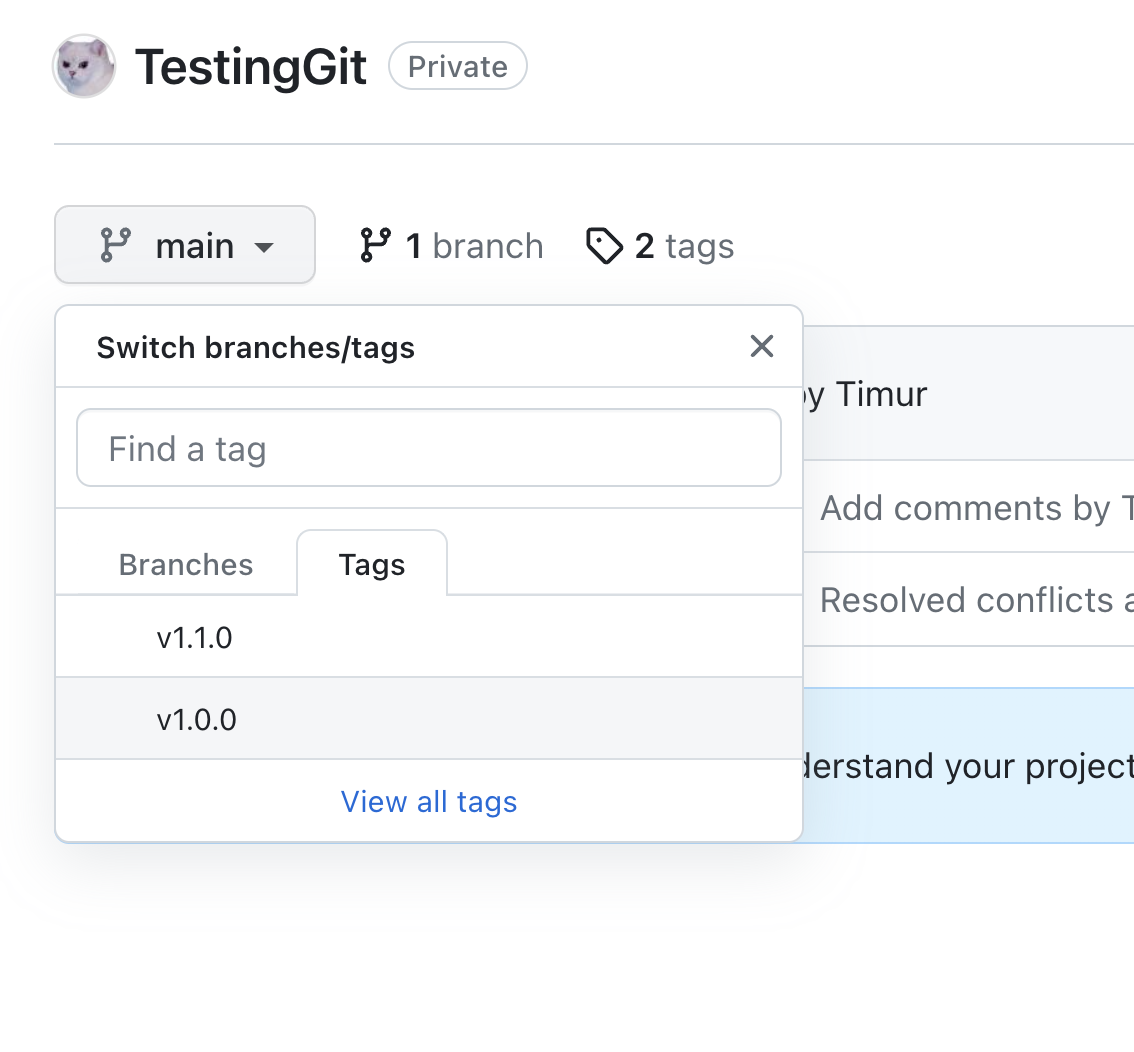 TestingGit Private
main 1 branch 2 tags
Switch branches/tags
by Timur
Find a tag
Add comments by T
Branches Tags
Resolved conflicts a
v1.1.0
v1.0.0
derstand your project
View all tags